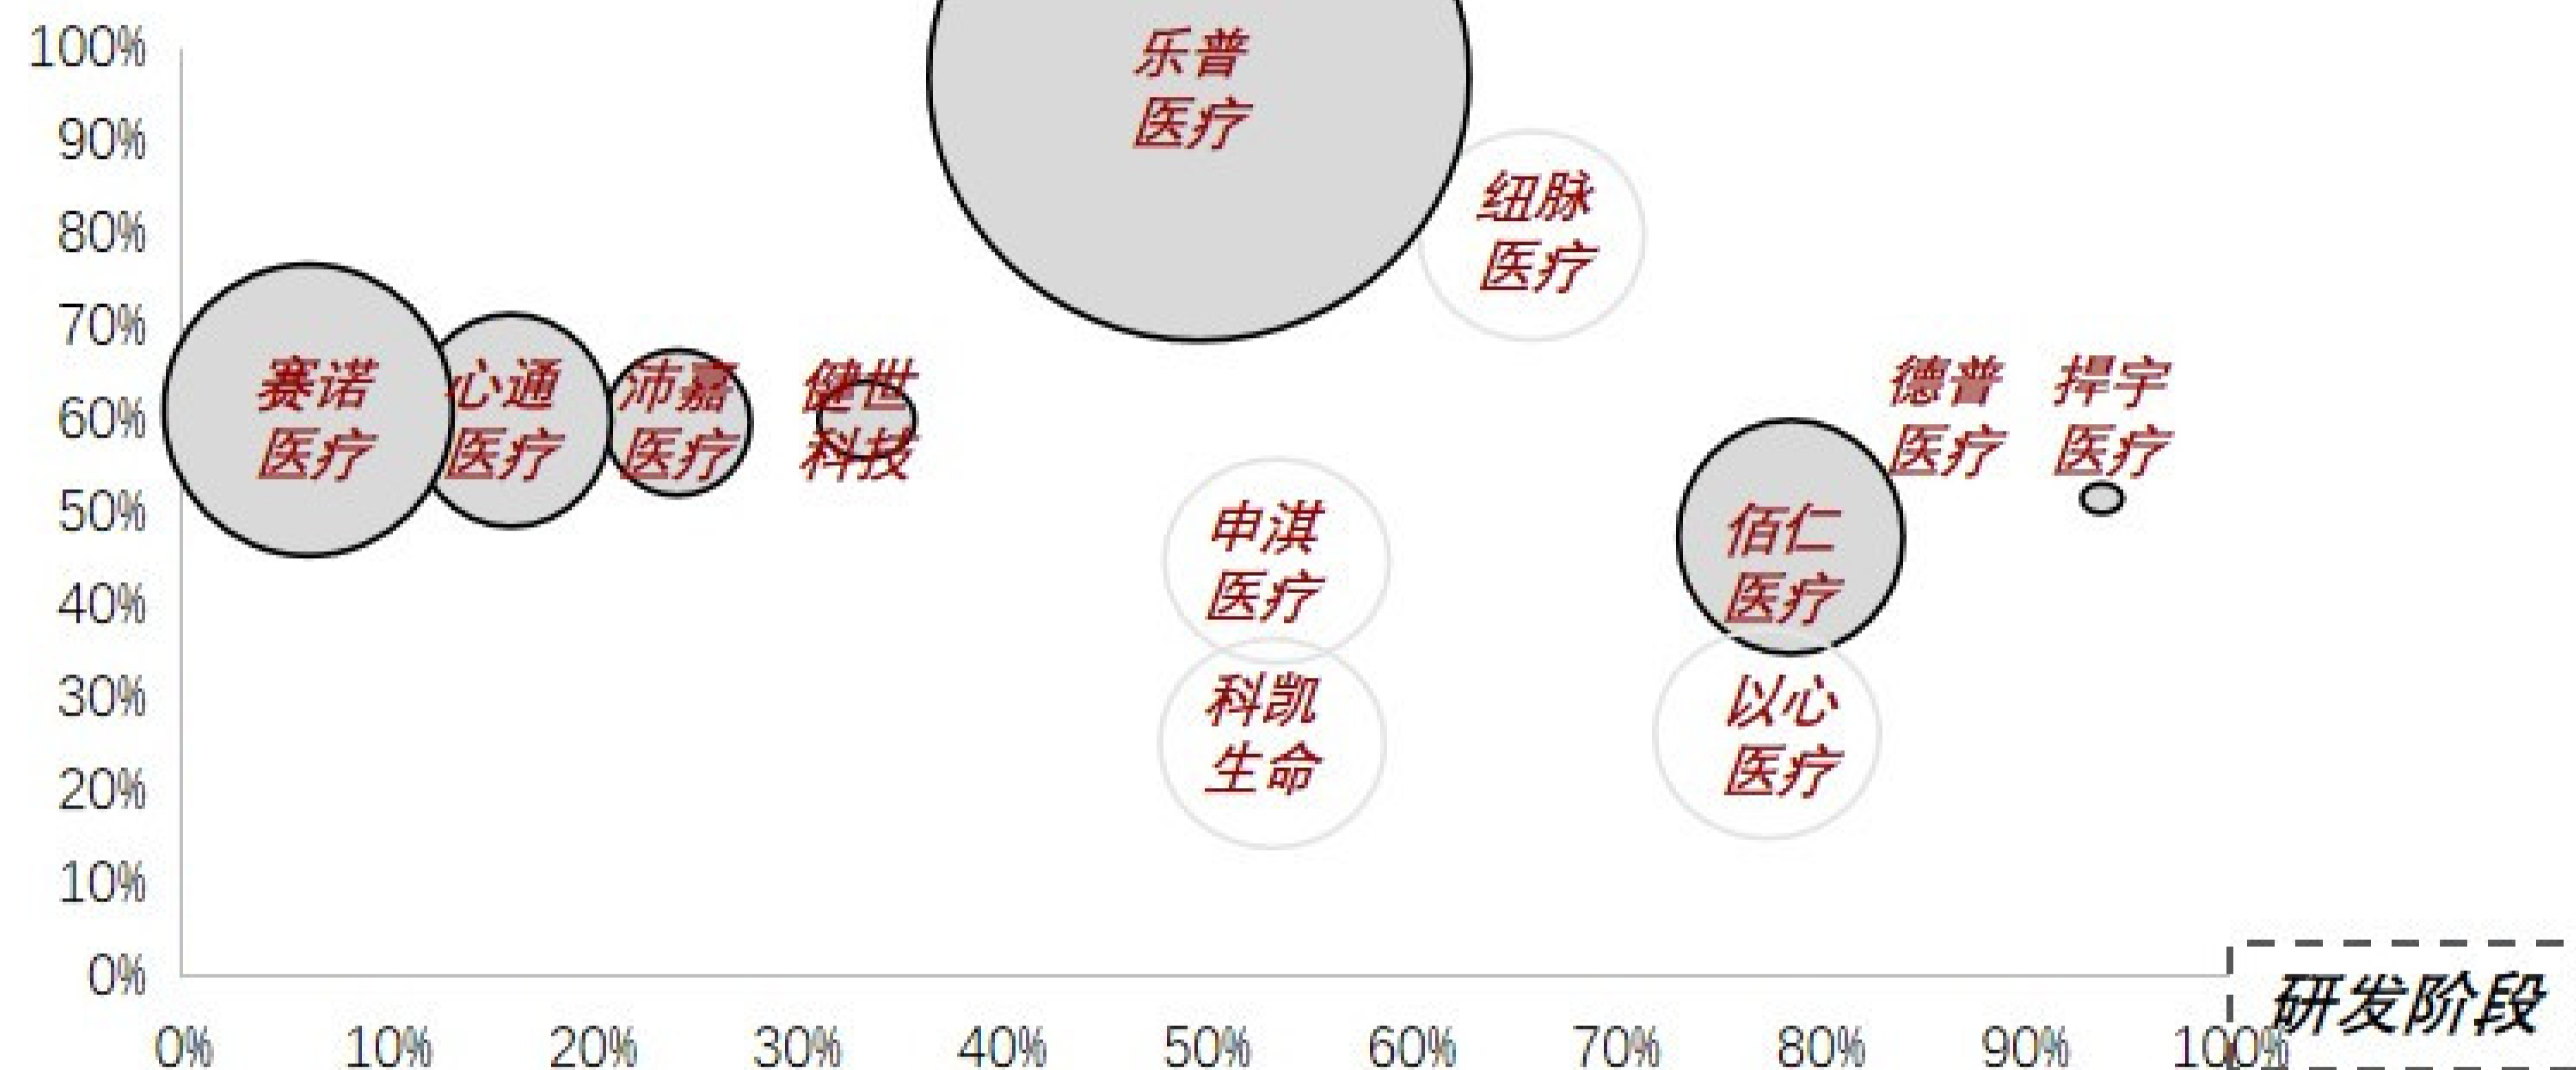 100%
90%
80%
70%
60%
50%
40%
30%
20%
10%
0%
乐普
医疗
纽脉
医疗
赛诺
医疗
心通
医疗
沛嘉
医疗
健世
科技
德普
医疗
捍宇
医疗
申淇
医疗
佰仁
医疗
科凯
生命
以心
医疗
0% 10% 20% 30% 40% 50% 60% 70% 80% 90% 100%
研发阶段